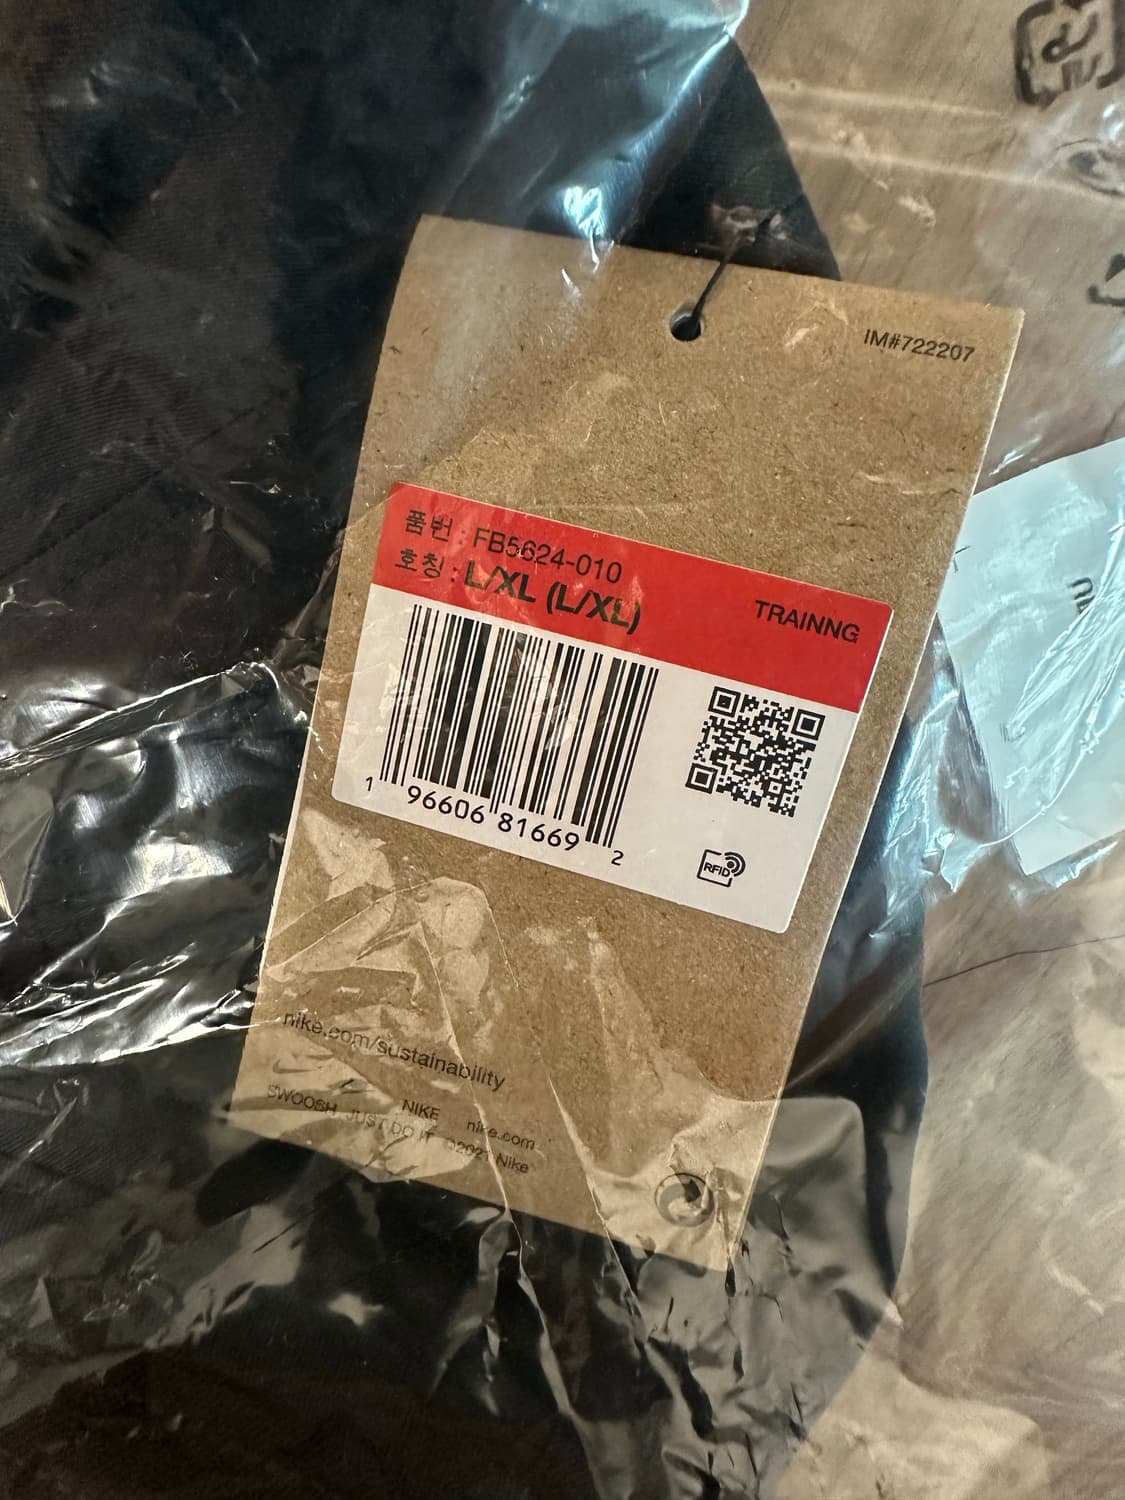 IM#722207
품번 : FB5624-010
호칭 : L/XL (L/XL)
TRAINNG
1 96606 81669 2
RFID
nike.com/sustainability
NIKE nike.com
SWOOSH JUST DO IT ©2021 Nike